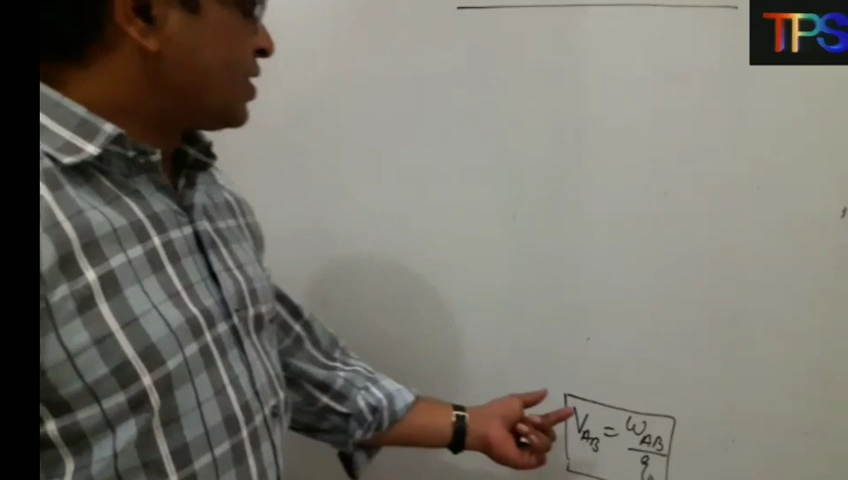 TPS
V_AB = W_AB / q